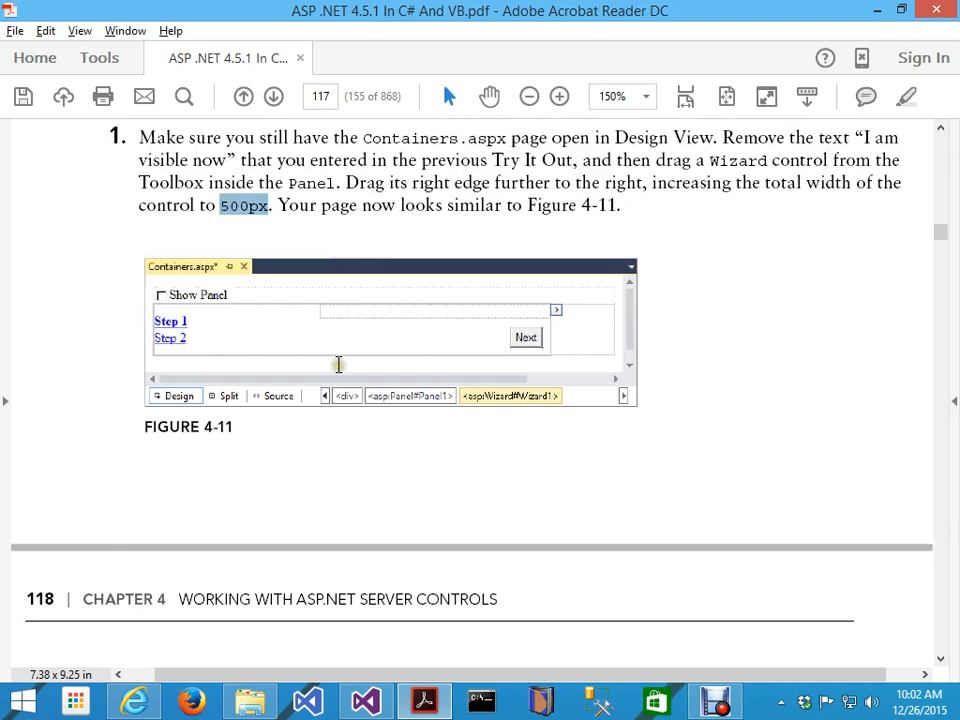 ASP .NET 4.5.1 In C# And VB.pdf - Adobe Acrobat Reader DC
File Edit View Window Help
Home Tools ASP .NET 4.5.1 In C... × Sign In
117 (155 of 868) 150%
1. Make sure you still have the Containers.aspx page open in Design View. Remove the text “I am
visible now” that you entered in the previous Try It Out, and then drag a Wizard control from the
Toolbox inside the Panel. Drag its right edge further to the right, increasing the total width of the
control to 500px. Your page now looks similar to Figure 4-11.
Containers.aspx*
Show Panel
Step 1
Step 2
Next
Design Split Source <div> <asp:Panel#Panel1> <asp:Wizard#Wizard1>
FIGURE 4-11
118 | CHAPTER 4 WORKING WITH ASP.NET SERVER CONTROLS
7.38 x 9.25 in
10:02 AM
12/26/2015